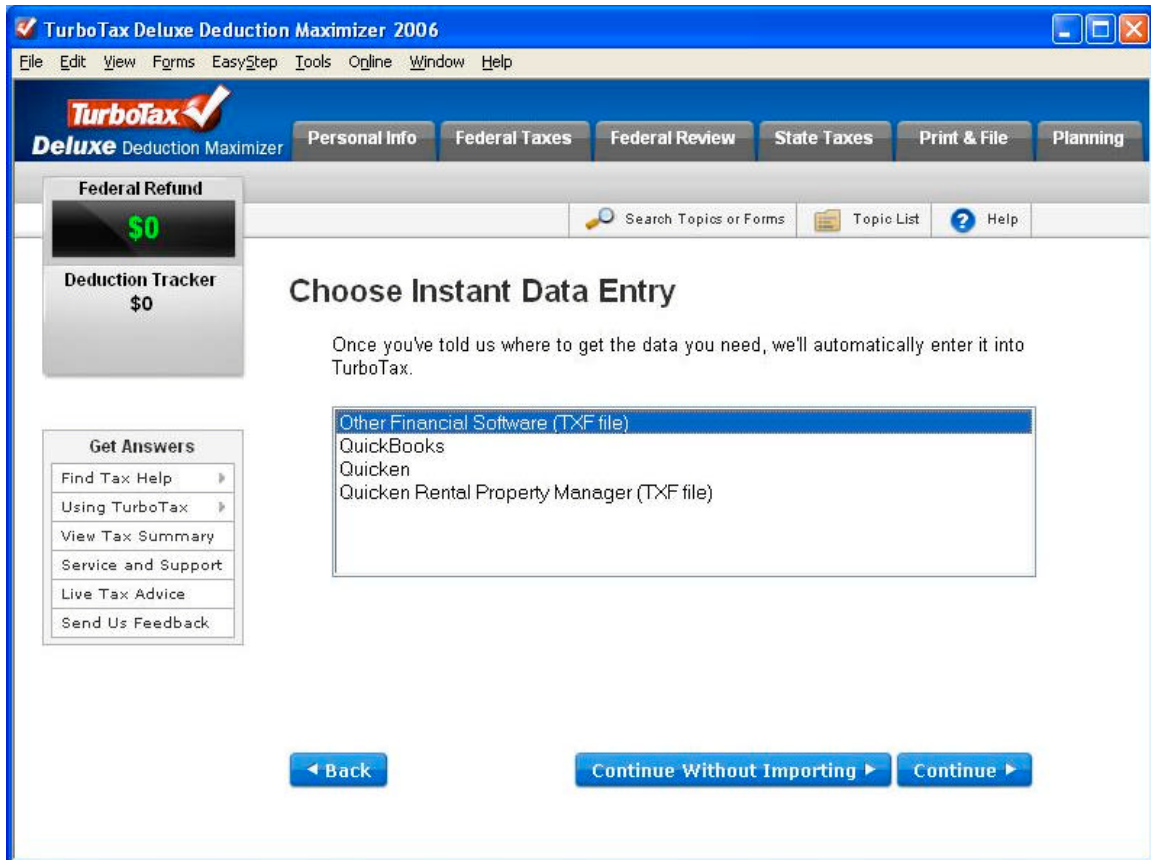 TurboTax Deluxe Deduction Maximizer 2006
File Edit View Forms EasyStep Tools Online Window Help
TurboTax
Deluxe Deduction Maximizer
Personal Info Federal Taxes Federal Review State Taxes Print & File Planning
Federal Refund
$0
Search Topics or Forms Topic List ? Help
Deduction Tracker
$0
Choose Instant Data Entry
Once you've told us where to get the data you need, we'll automatically enter it into
TurboTax.
Other Financial Software (TXF file)
QuickBooks
Quicken
Quicken Rental Property Manager (TXF file)
Get Answers
Find Tax Help
Using TurboTax
View Tax Summary
Service and Support
Live Tax Advice
Send Us Feedback
Back Continue Without Importing Continue